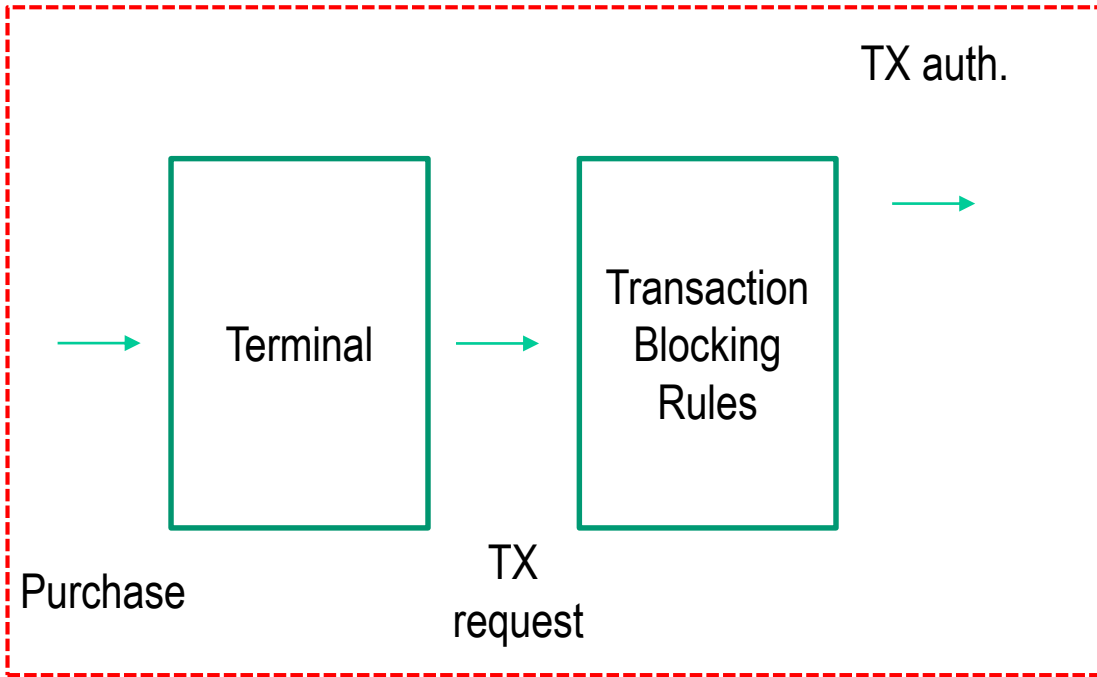 TX auth.
Terminal
Transaction
Blocking
Rules
Purchase
TX
request